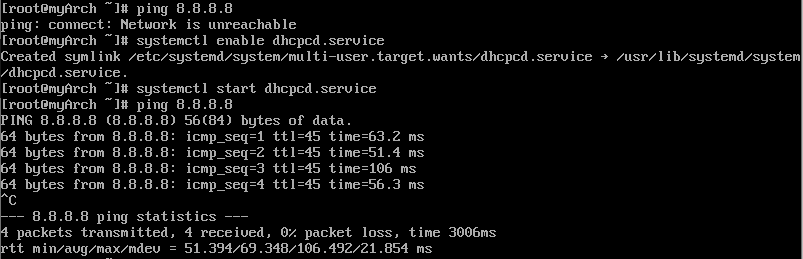 [root@myArch ~]# ping 8.8.8.8
ping: connect: Network is unreachable
[root@myArch ~]# systemctl enable dhcpcd.service
Created symlink /etc/systemd/system/multi-user.target.wants/dhcpcd.service → /usr/lib/systemd/system
/dhcpcd.service.
[root@myArch ~]# systemctl start dhcpcd.service
[root@myArch ~]# ping 8.8.8.8
PING 8.8.8.8 (8.8.8.8) 56(84) bytes of data.
64 bytes from 8.8.8.8: icmp_seq=1 ttl=45 time=63.2 ms
64 bytes from 8.8.8.8: icmp_seq=2 ttl=45 time=51.4 ms
64 bytes from 8.8.8.8: icmp_seq=3 ttl=45 time=106 ms
64 bytes from 8.8.8.8: icmp_seq=4 ttl=45 time=56.3 ms
^C
--- 8.8.8.8 ping statistics ---
4 packets transmitted, 4 received, 0% packet loss, time 3006ms
rtt min/avg/max/mdev = 51.394/69.348/106.492/21.854 ms